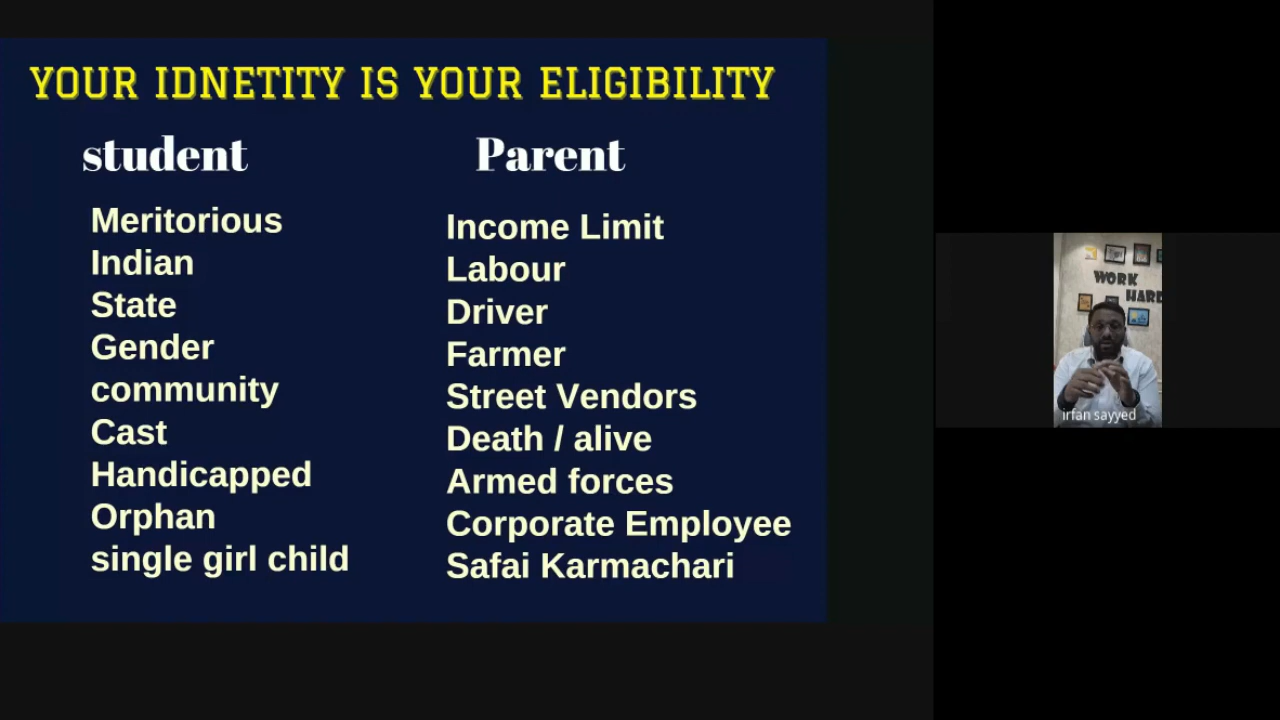 YOUR IDNETITY IS YOUR ELIGIBILITY
student
Meritorious
Indian
State
Gender
community
Cast
Handicapped
Orphan
single girl child
Parent
Income Limit
Labour
Driver
Farmer
Street Vendors
Death / alive
Armed forces
Corporate Employee
Safai Karmachari
WORK
HARD
irfan sayyed